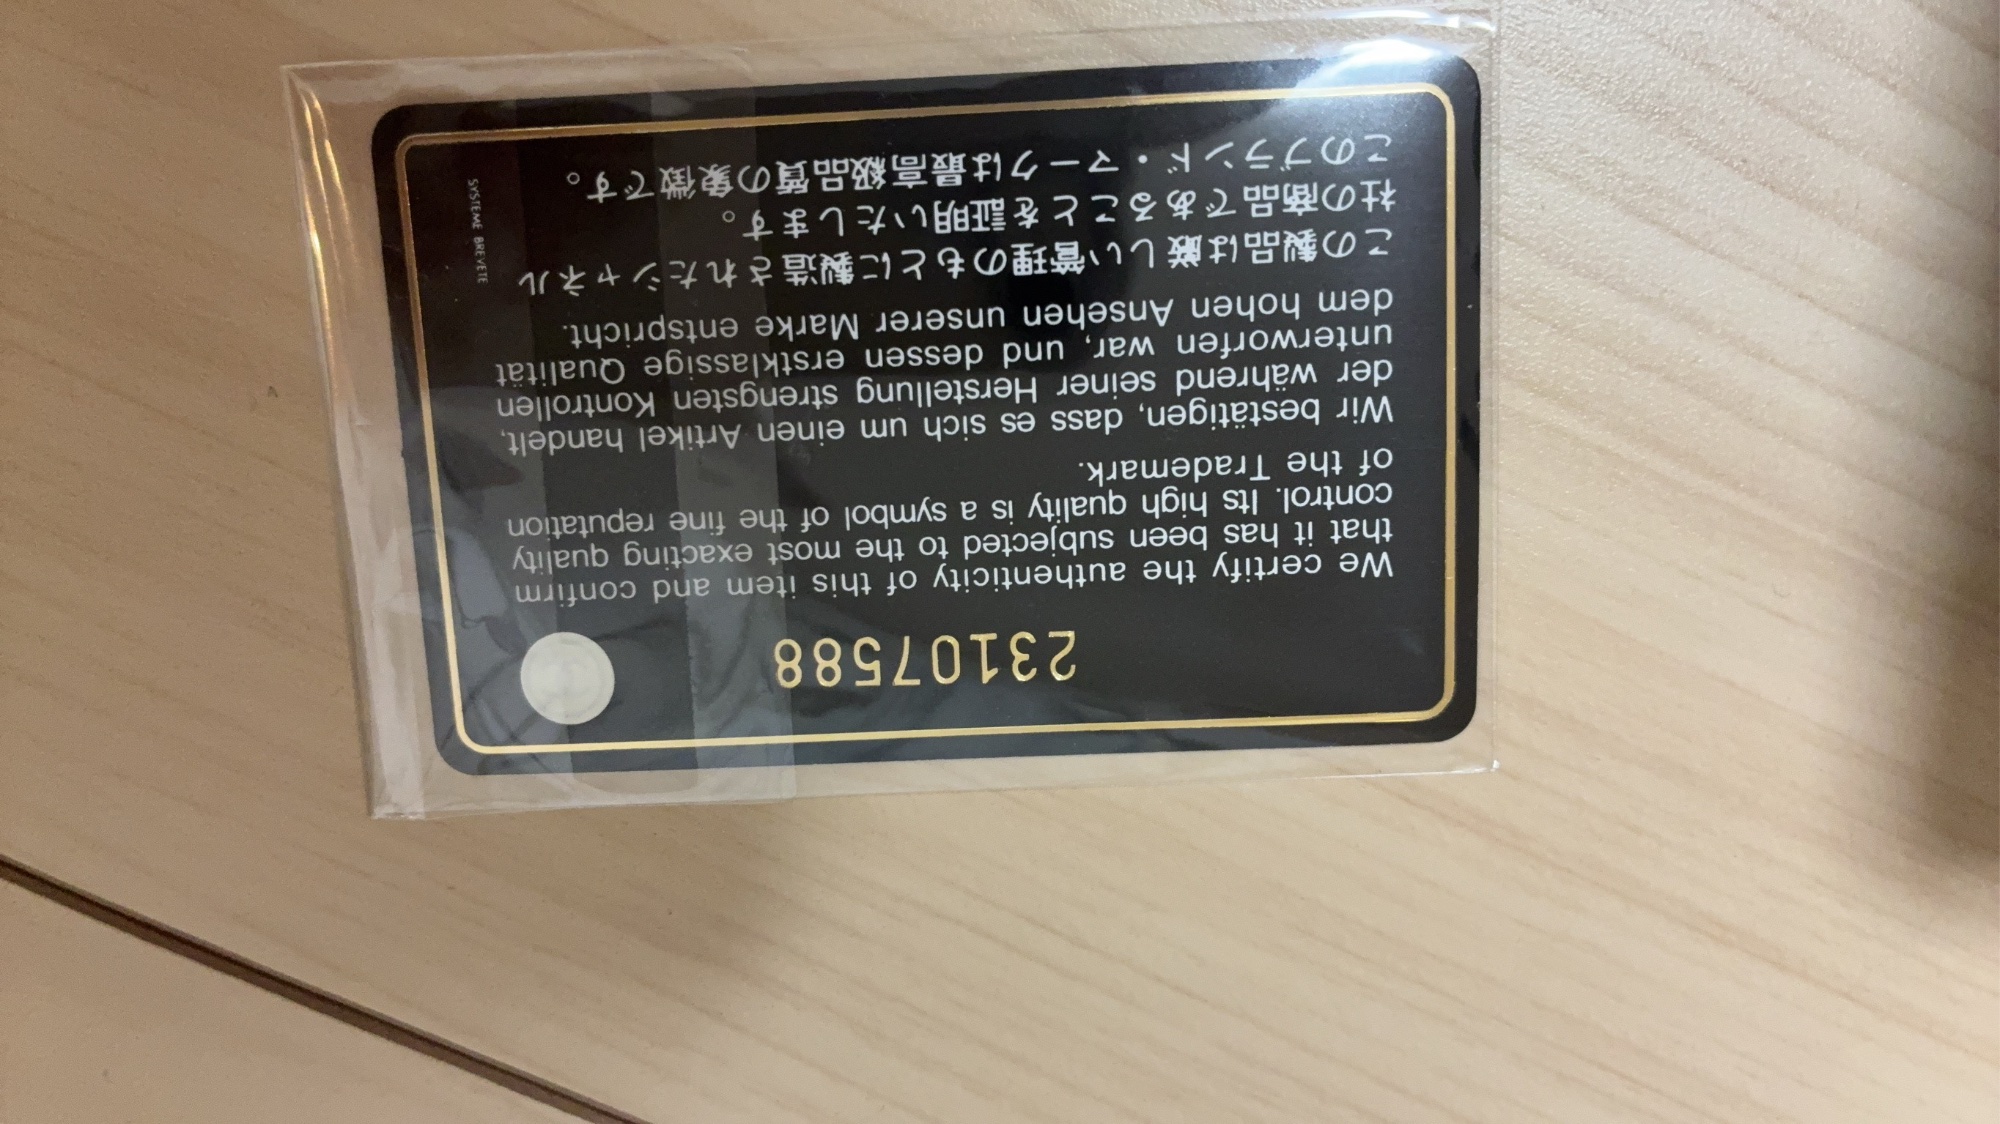 23107588
We certify the authenticity of this item and confirm
that it has been subjected to the most exacting quality
control. Its high quality is a symbol of the fine reputation
of the Trademark.
Wir bestätigen, dass es sich um einen Artikel handelt,
der während seiner Herstellung strengsten Kontrollen
unterworfen war, und dessen erstklassige Qualität
dem hohen Ansehen unserer Marke entspricht.
この製品は厳しい管理のもとに製造されたシャネル
社の商品であることを証明いたします。
このブランド・マークは最高級品質の象徴です。
SYSTEME BREVETE